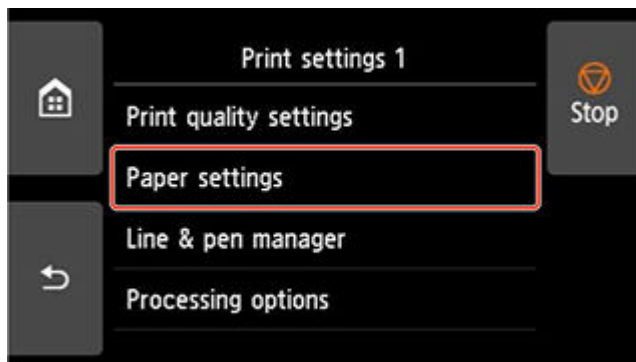 Print settings 1
Stop
Print quality settings
Paper settings
Line & pen manager
Processing options